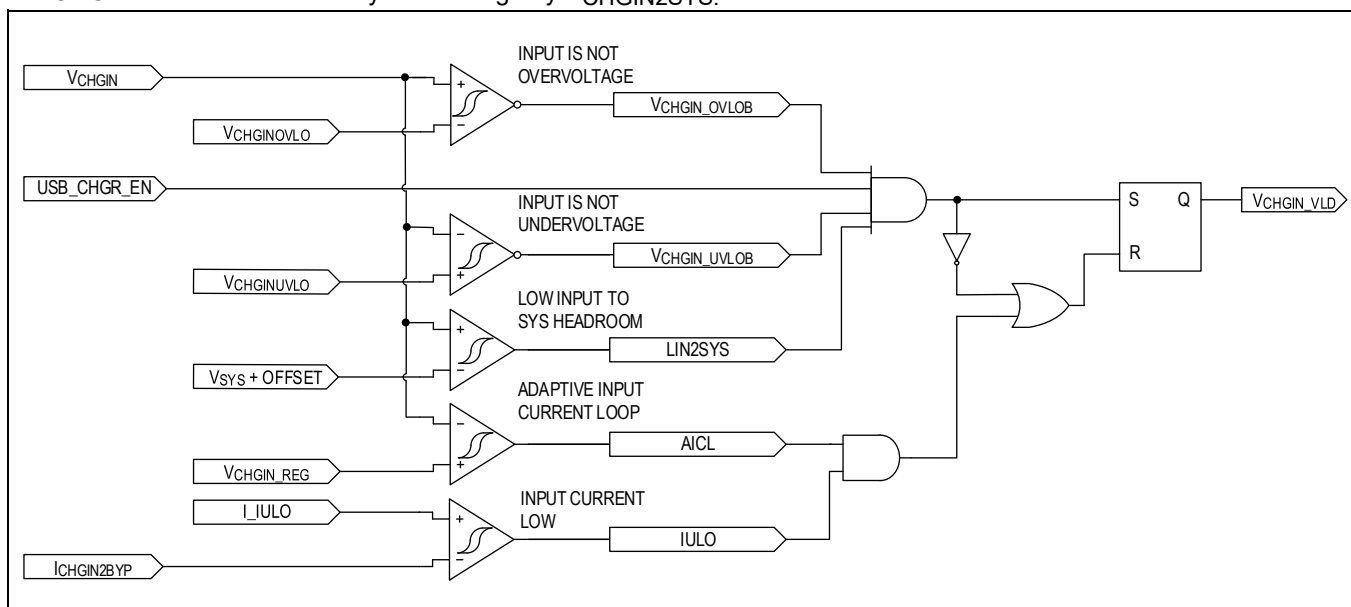 CHGIN2SYS.
INPUT IS NOT
OVERVOLTAGE
VCHGIN
VCHGIN_OVLOB
VCHGINOVLO
USB_CHGR_EN
INPUT IS NOT
UNDERVOLTAGE
S Q
VCHGIN_VLD
VCHGIN_UVLOB
R
VCHGINUVLO
LOW INPUT TO
SYS HEADROOM
LIN2SYS
VSYS + OFFSET
ADAPTIVE INPUT
CURRENT LOOP
AICL
VCHGIN_REG
I_IULO
INPUT CURRENT
LOW
IULO
ICHGIN2BYP
+
−
−
+
+
−
−
+
+
−